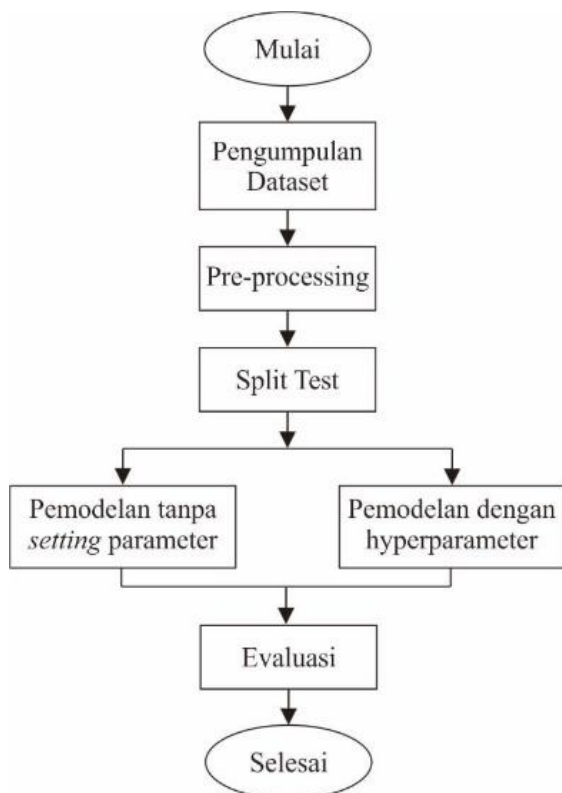 Mulai
Pengumpulan
Dataset
Pre-processing
Split Test
Pemodelan tanpa
setting parameter
Pemodelan dengan
hyperparameter
Evaluasi
Selesai